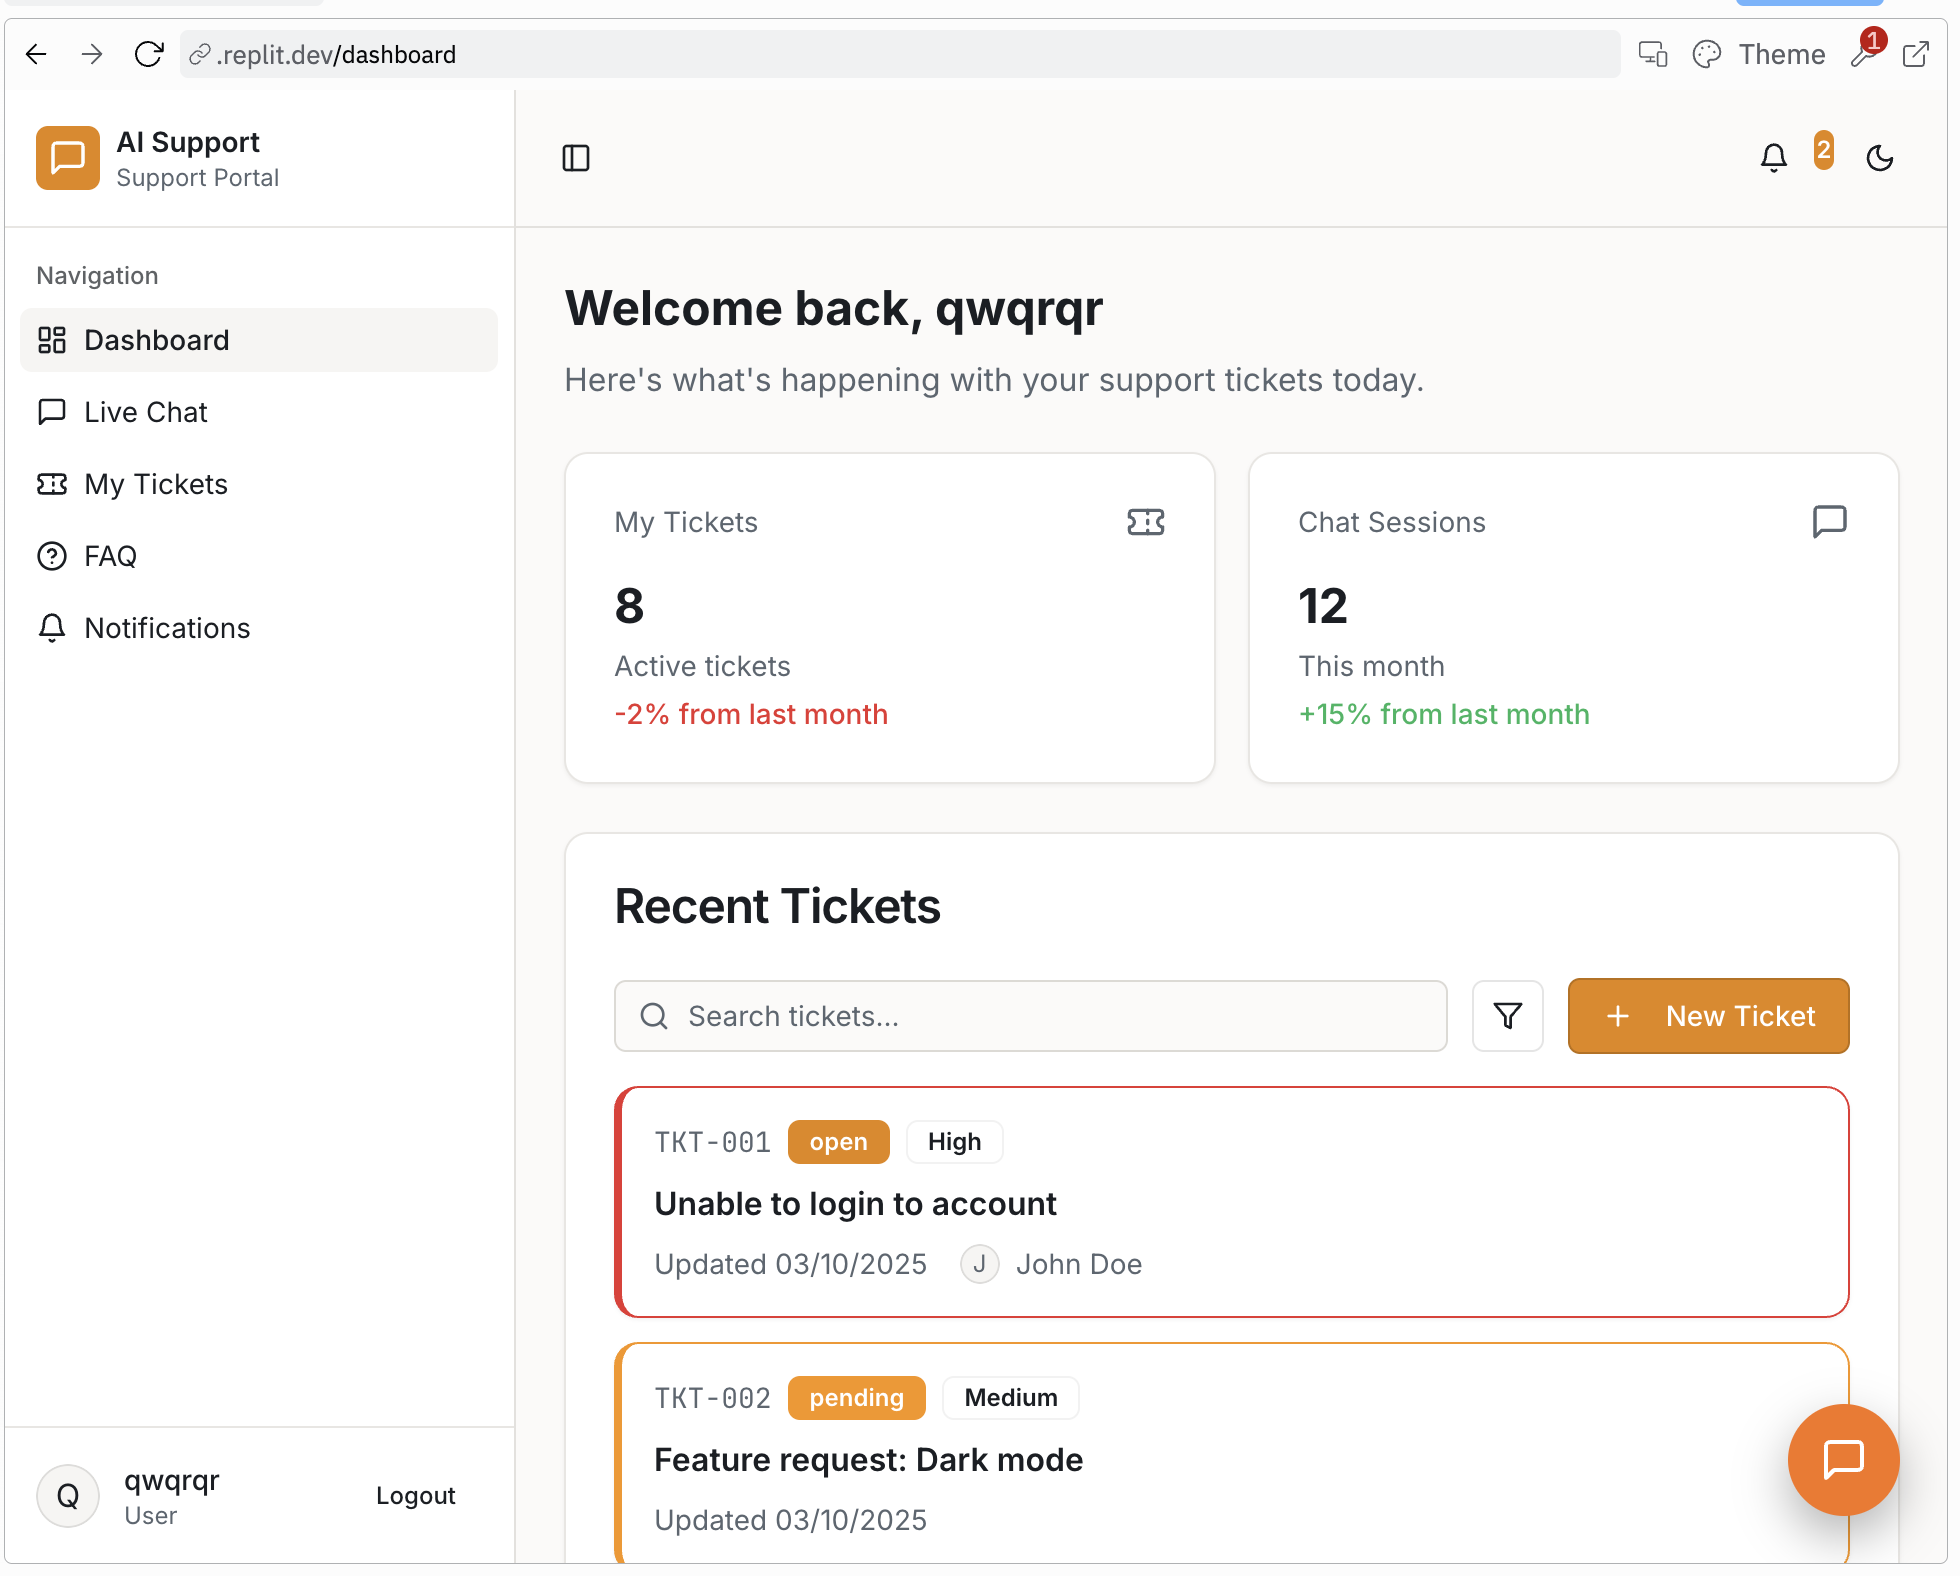 .replit.dev/dashboard
Theme
1
AI Support
Support Portal
2
Navigation
Dashboard
Live Chat
My Tickets
FAQ
Notifications
Welcome back, qwqrqr
Here's what's happening with your support tickets today.
My Tickets
8
Active tickets
-2% from last month
Chat Sessions
12
This month
+15% from last month
Recent Tickets
Search tickets...
New Ticket
TKT-001 open High
Unable to login to account
Updated 03/10/2025 J John Doe
TKT-002 pending Medium
Feature request: Dark mode
Updated 03/10/2025
Q
qwqrqr
User
Logout